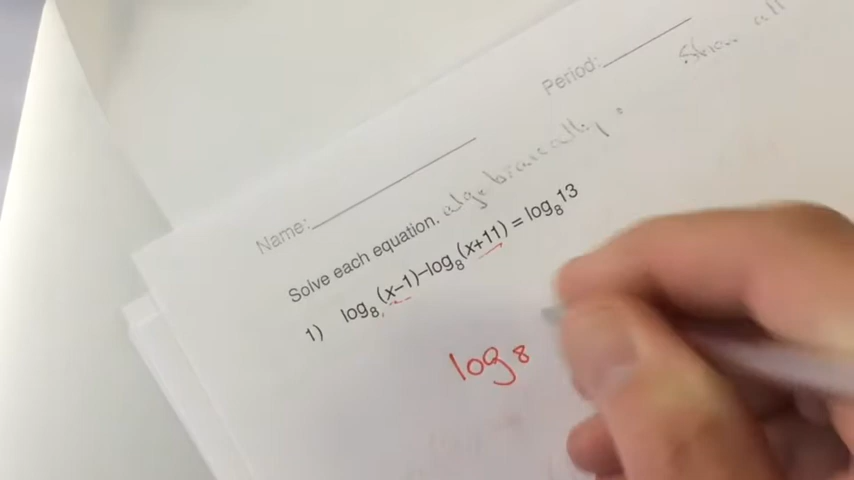 Name: Period:
Show all
Solve each equation. algebraically.
1) log₈(x−1)−log₈(x+11) = log₈13
log₈